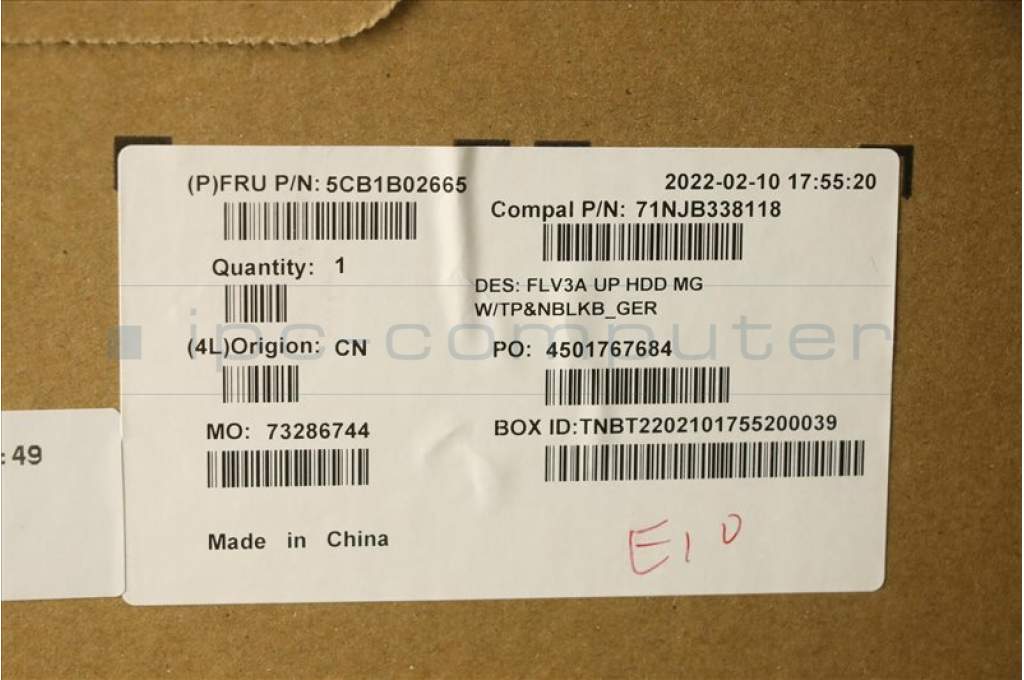 (P)FRU P/N: 5CB1B02665
2022-02-10 17:55:20
Compal P/N: 71NJB338118
Quantity: 1
DES: FLV3A UP HDD MG
W/TP&NBLKB_GER
ipc-computer
(4L)Origion: CN
PO: 4501767684
MO: 73286744
BOX ID:TNBT2202101755200039
: 49
Made in China
E10